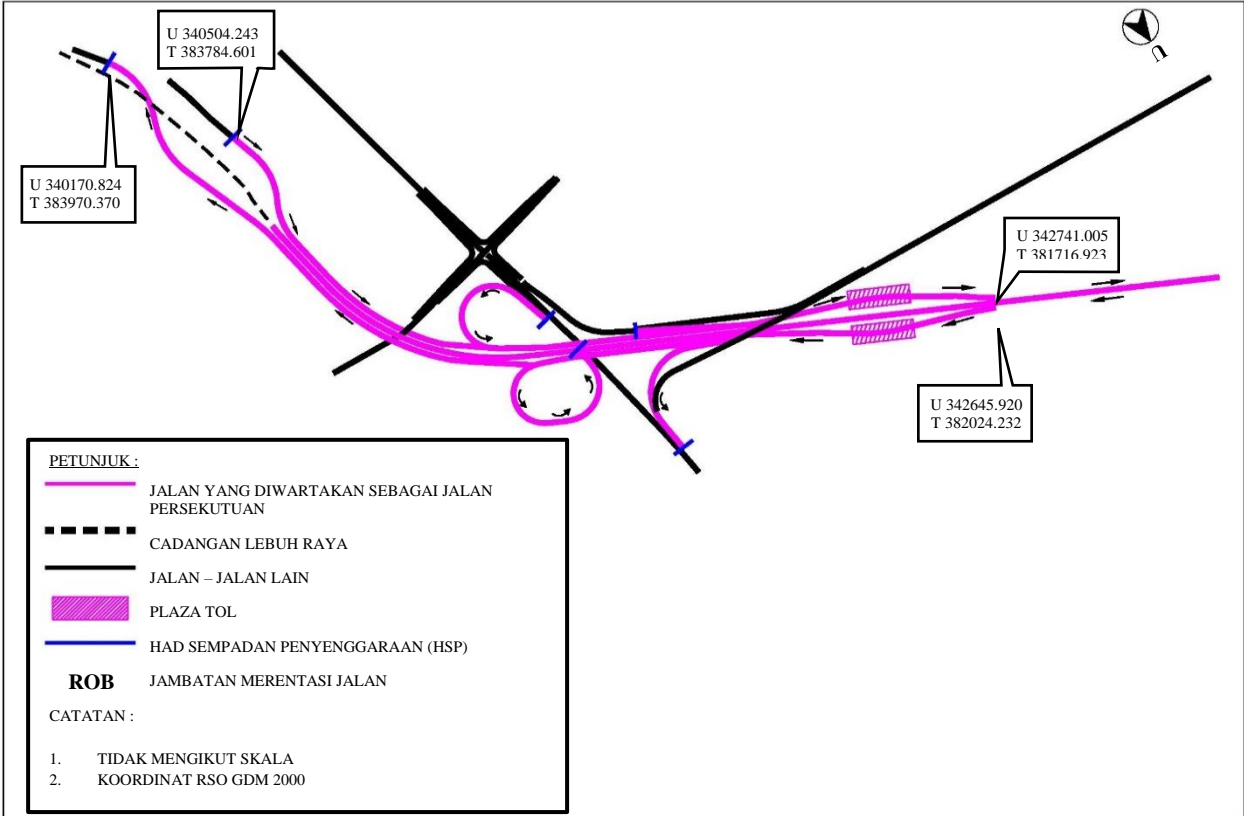 U 340504.243
T 383784.601
U
U 340170.824
T 383970.370
U 342741.005
T 381716.923
U 342645.920
T 382024.232
PETUNJUK :
JALAN YANG DIWARTAKAN SEBAGAI JALAN
PERSEKUTUAN
CADANGAN LEBUH RAYA
JALAN – JALAN LAIN
PLAZA TOL
HAD SEMPADAN PENYENGGARAAN (HSP)
ROB JAMBATAN MERENTASI JALAN
CATATAN :
1. TIDAK MENGIKUT SKALA
2. KOORDINAT RSO GDM 2000